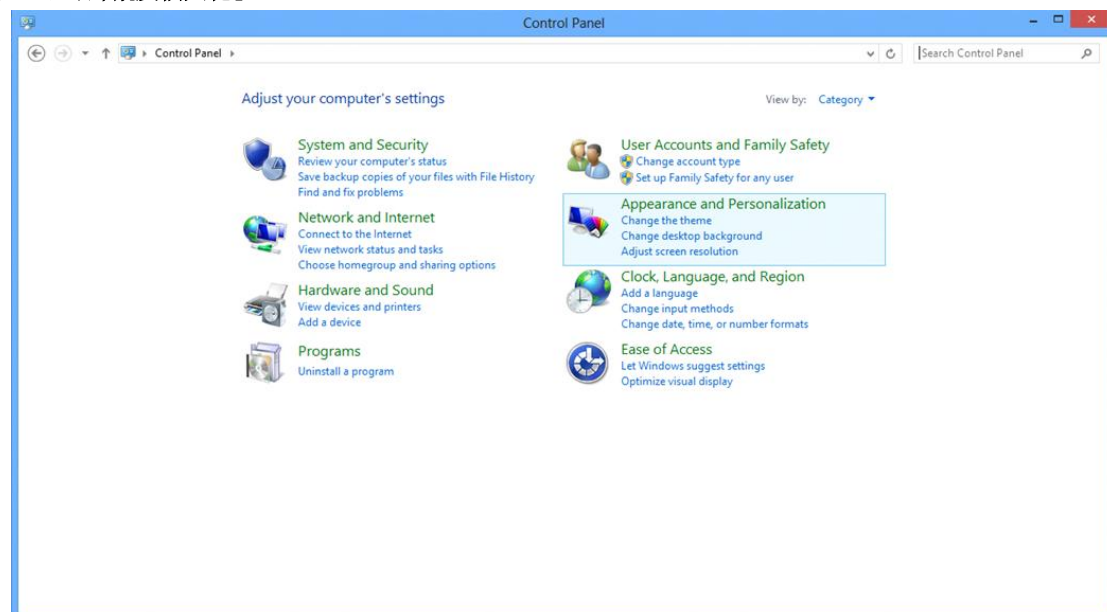 Control Panel
Control Panel
Search Control Panel
Adjust your computer's settings
View by: Category
System and Security
Review your computer's status
Save backup copies of your files with File History
Find and fix problems
Network and Internet
Connect to the Internet
View network status and tasks
Choose homegroup and sharing options
Hardware and Sound
View devices and printers
Add a device
Programs
Uninstall a program
User Accounts and Family Safety
Change account type
Set up Family Safety for any user
Appearance and Personalization
Change the theme
Change desktop background
Adjust screen resolution
Clock, Language, and Region
Add a language
Change input methods
Change date, time, or number formats
Ease of Access
Let Windows suggest settings
Optimize visual display